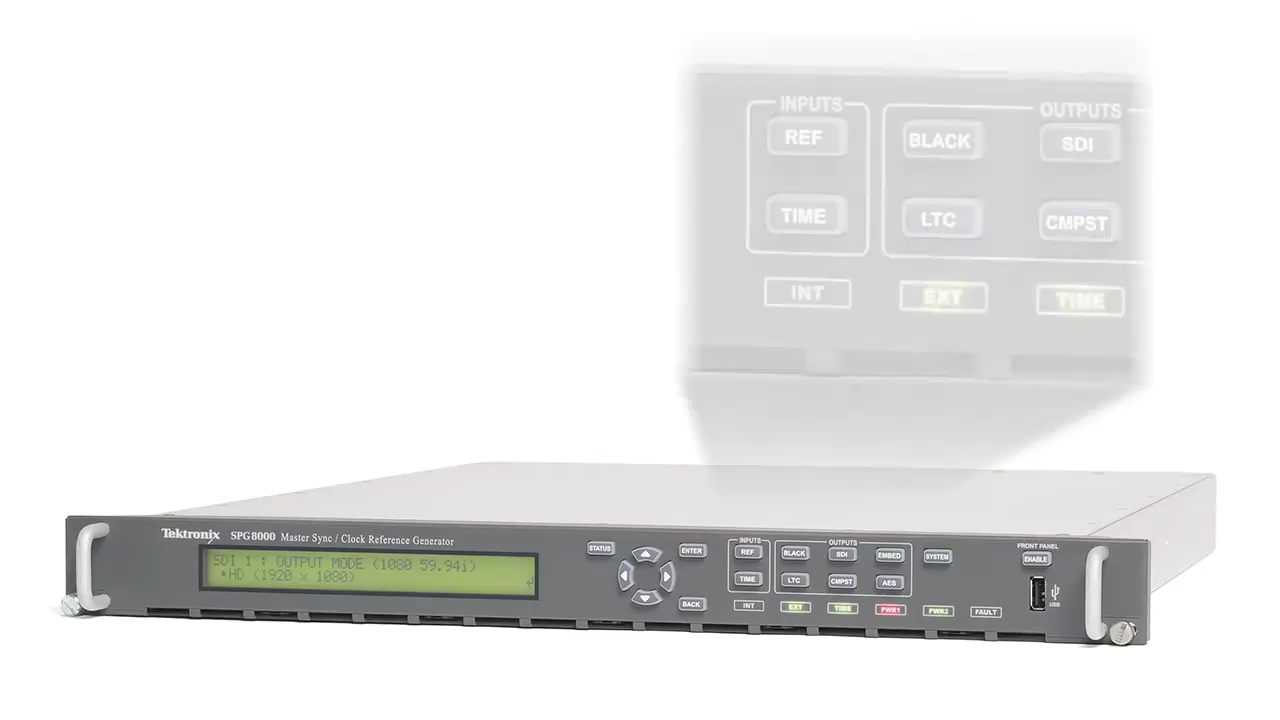 INPUTS
OUTPUTS
REF
BLACK
SDI
TIME
LTC
CMPST
INT
EXT
TIME
Tektronix SPG8000 Master Sync / Clock Reference Generator
SDI 1 : OUTPUT MODE (1080 59.94i)
*HD (1920 x 1080)
STATUS
ENTER
BACK
INPUTS
OUTPUTS
REF
BLACK
SDI
EMBED
SYSTEM
TIME
LTC
CMPST
AES
INT
EXT
TIME
PWR1
PWR2
FAULT
FRONT PANEL
ENABLE
USB